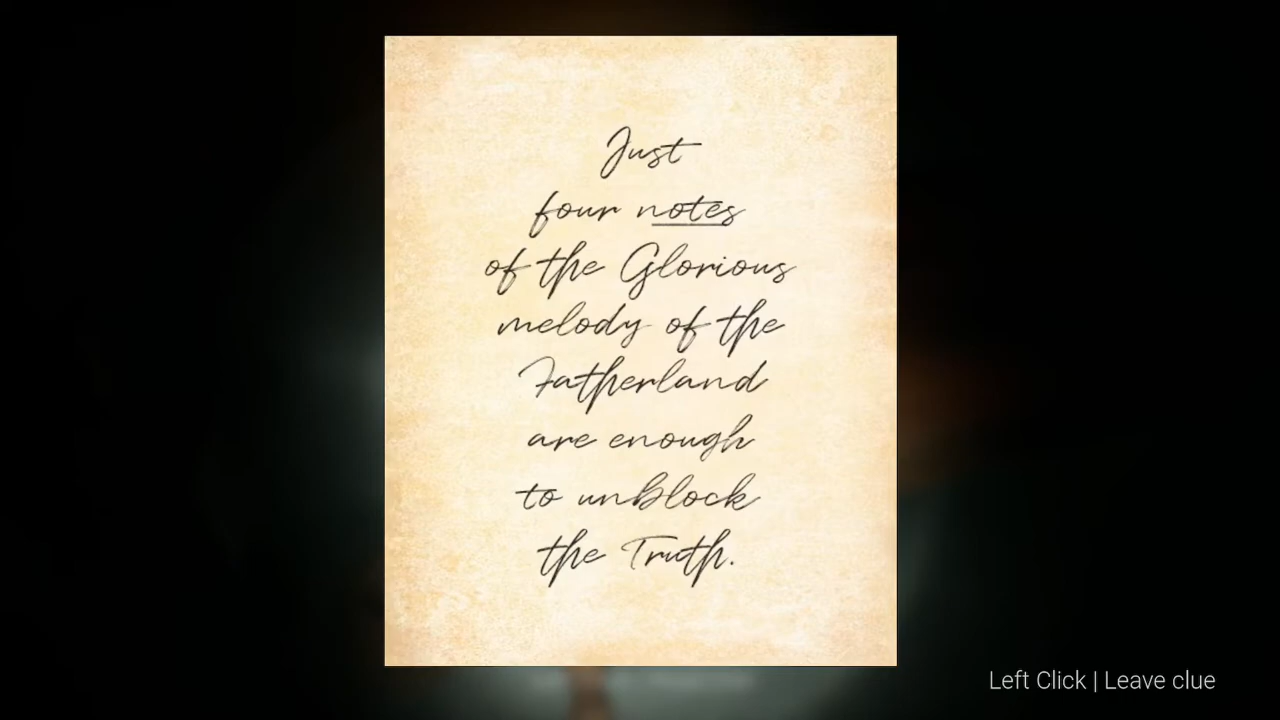 Just
four notes
of the Glorious
melody of the
Fatherland
are enough
to unblock
the Truth.
Left Click | Leave clue